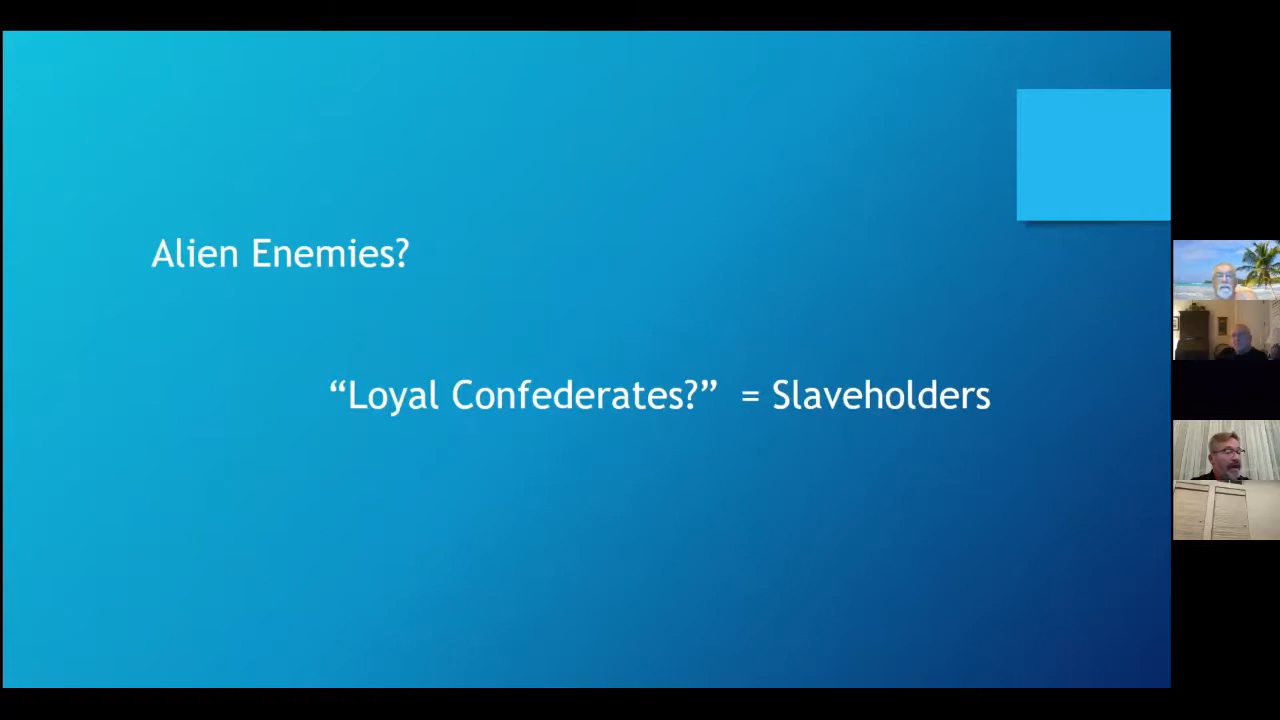 Alien Enemies?
“Loyal Confederates?” = Slaveholders